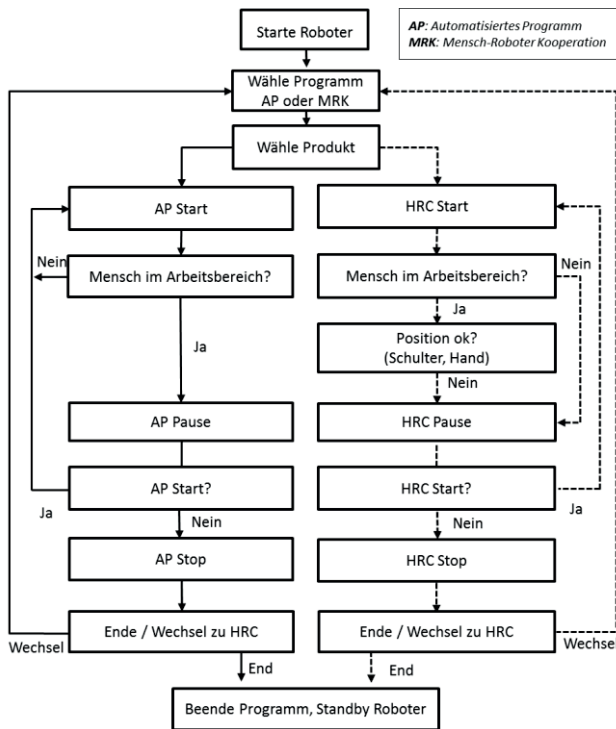 Starte Roboter
AP: Automatisiertes Programm
MRK: Mensch-Roboter Kooperation
Wähle Programm
AP oder MRK
Wähle Produkt
AP Start
HRC Start
Nein
Mensch im Arbeitsbereich?
Mensch im Arbeitsbereich?
Nein
Ja
Ja
Position ok?
(Schulter, Hand)
Nein
AP Pause
HRC Pause
AP Start?
HRC Start?
Ja
Nein
Nein
Ja
AP Stop
HRC Stop
Ende / Wechsel zu HRC
Ende / Wechsel zu HRC
Wechsel
Wechsel
End
End
Beende Programm, Standby Roboter